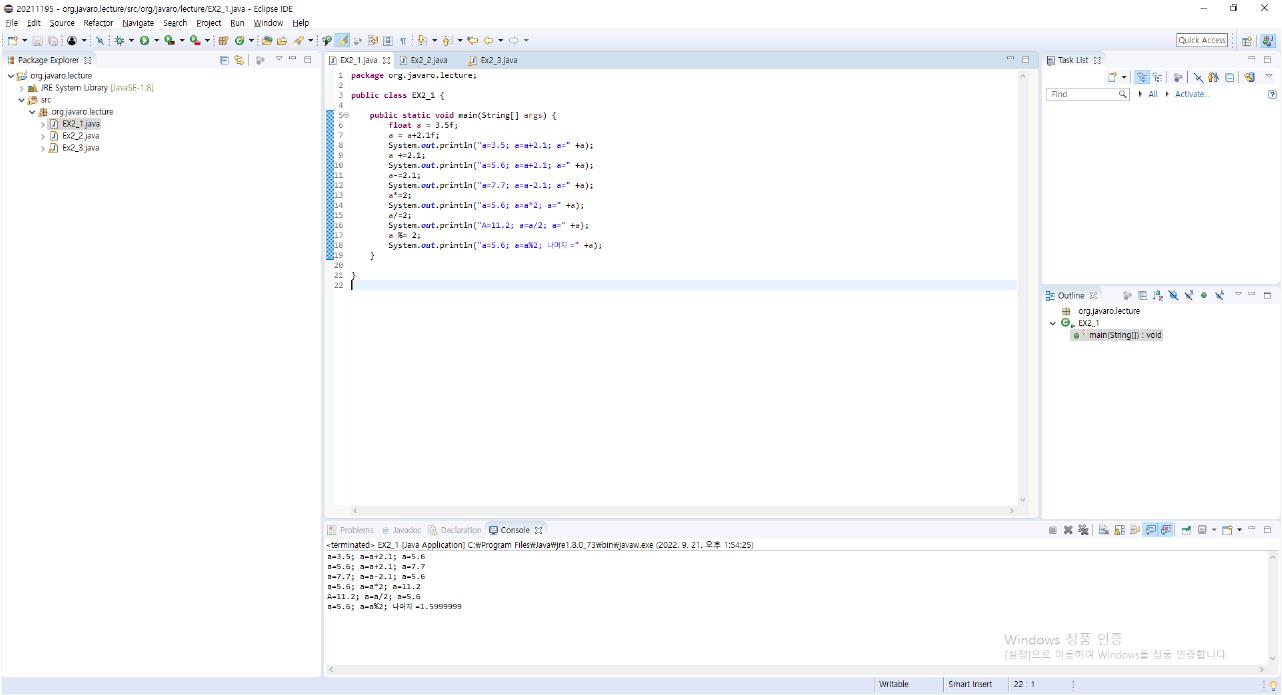 20211195 - org.javaro.lecture/src/org/javaro/lecture/EX2_1.java - Eclipse IDE
File Edit Source Refactor Navigate Search Project Run Window Help
Quick Access
Package Explorer
org.javaro.lecture
JRE System Library [JavaSE-1.8]
src
org.javaro.lecture
EX2_1.java
Ex2_2.java
Ex2_3.java
EX2_1.java Ex2_2.java Ex2_3.java
1 package org.javaro.lecture;
2
3 public class EX2_1 {
4
5 public static void main(String[] args) {
6 float a = 3.5f;
7 a = a+2.1f;
8 System.out.println("a=3.5; a=a+2.1; a=" +a);
9 a +=2.1;
10 System.out.println("a=5.6; a=a+2.1; a=" +a);
11 a-=2.1;
12 System.out.println("a=7.7; a=a-2.1; a=" +a);
13 a*=2;
14 System.out.println("a=5.6; a=a*2; a=" +a);
15 a/=2;
16 System.out.println("A=11.2; a=a/2; a=" +a);
17 a %= 2;
18 System.out.println("a=5.6; a=a%2; 나머지 =" +a);
19 }
20
21 }
22
Task List
Find All Activate...
Outline
org.javaro.lecture
EX2_1
main(String[]) : void
Problems Javadoc Declaration Console
<terminated> EX2_1 [Java Application] C:₩Program Files₩Java₩jre1.8.0_73₩bin₩javaw.exe (2022. 9. 21. 오후 1:54:25)
a=3.5; a=a+2.1; a=5.6
a=5.6; a=a+2.1; a=7.7
a=7.7; a=a-2.1; a=5.6
a=5.6; a=a*2; a=11.2
A=11.2; a=a/2; a=5.6
a=5.6; a=a%2; 나머지 =1.5999999
Windows 정품 인증
[설정]으로 이동하여 Windows를 정품 인증합니다.
Writable Smart Insert 22 : 1